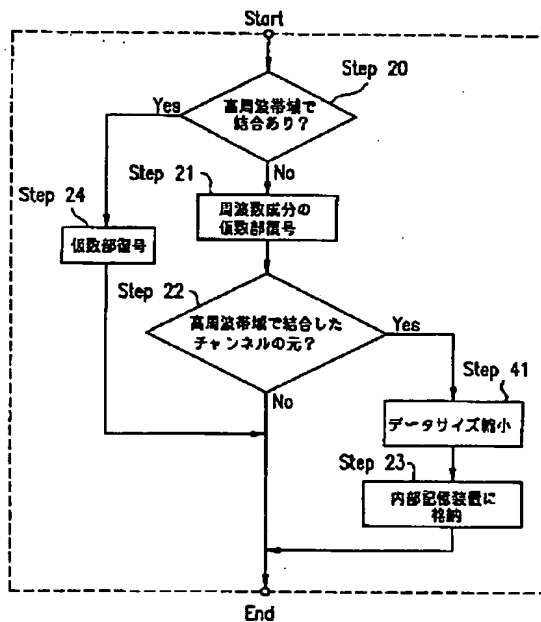 Start
Step 20
高周波帯域で
結合あり?
Yes
No
Step 21
周波数成分の
仮数部復号
Step 24
仮数部復号
Step 22
高周波帯域で結合した
チャンネルの元?
Yes
No
Step 41
データサイズ縮小
Step 23
内部記憶装置に
格納
End